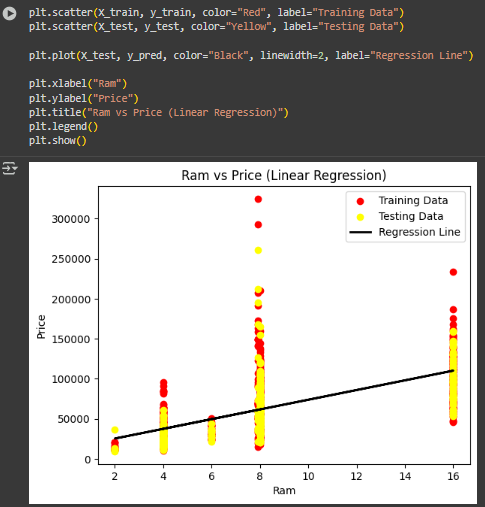 plt.scatter(X_train, y_train, color="Red", label="Training Data")
plt.scatter(X_test, y_test, color="Yellow", label="Testing Data")
plt.plot(X_test, y_pred, color="Black", linewidth=2, label="Regression Line")
plt.xlabel("Ram")
plt.ylabel("Price")
plt.title("Ram vs Price (Linear Regression)")
plt.legend()
plt.show()
Ram vs Price (Linear Regression)
Training Data
Testing Data
Regression Line
300000
250000
200000
150000
100000
50000
0
Price
2 4 6 8 10 12 14 16
Ram